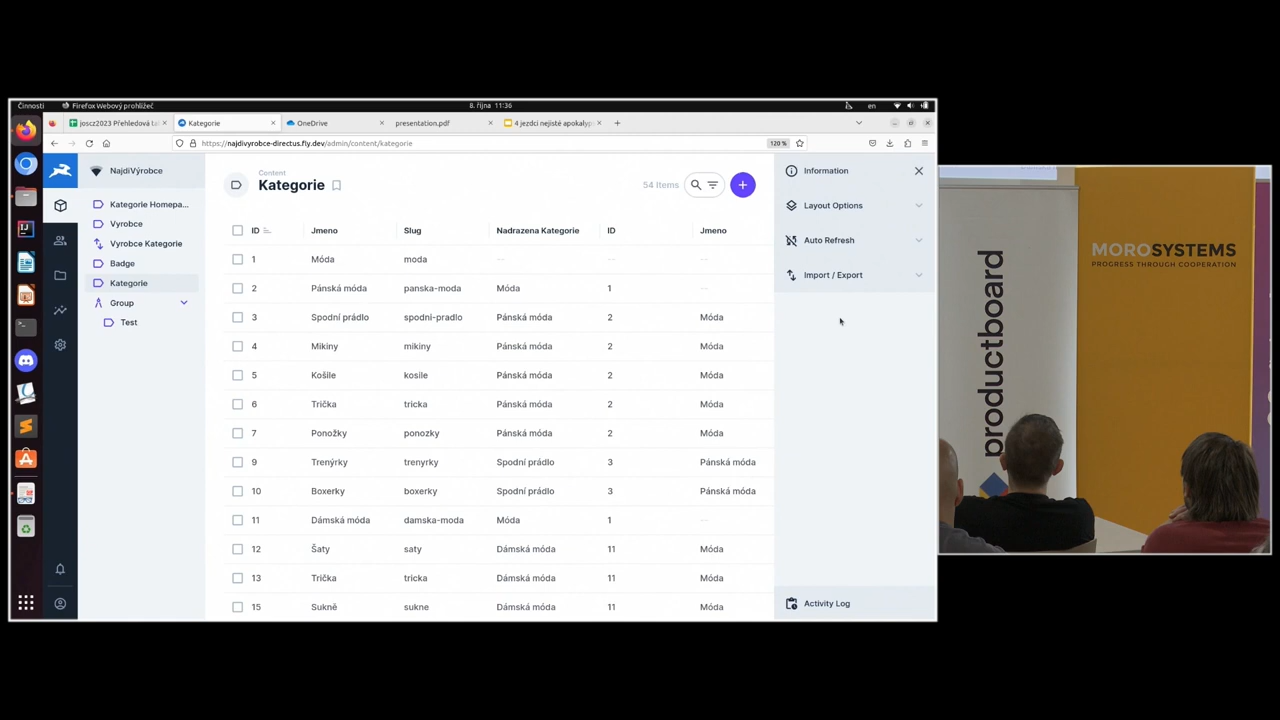 Činnosti Firefox Webový prohlížeč 8. října 11:36 en
joscz2023 Přehledová ta Kategorie OneDrive presentation.pdf 4 jezdci nejisté apokalyp
https://najdivyrobce-directus.fly.dev/admin/content/kategorie 120 %
NajdiVýrobce
Kategorie Homepa...
Vyrobce
Vyrobce Kategorie
Badge
Kategorie
Group
Test
Content
Kategorie
54 Items
ID Jmeno Slug Nadrazena Kategorie ID Jmeno
1 Móda moda -- -- --
2 Pánská móda panska-moda Móda 1 --
3 Spodní prádlo spodni-pradlo Pánská móda 2 Móda
4 Mikiny mikiny Pánská móda 2 Móda
5 Košile kosile Pánská móda 2 Móda
6 Trička tricka Pánská móda 2 Móda
7 Ponožky ponozky Pánská móda 2 Móda
9 Trenýrky trenyrky Spodní prádlo 3 Pánská móda
10 Boxerky boxerky Spodní prádlo 3 Pánská móda
11 Dámská móda damska-moda Móda 1 --
12 Šaty saty Dámská móda 11 Móda
13 Trička tricka Dámská móda 11 Móda
15 Sukně sukne Dámská móda 11 Móda
Information
Layout Options
Auto Refresh
Import / Export
Activity Log
productboard
MOROSYSTEMS
PROGRESS THROUGH COOPERATION